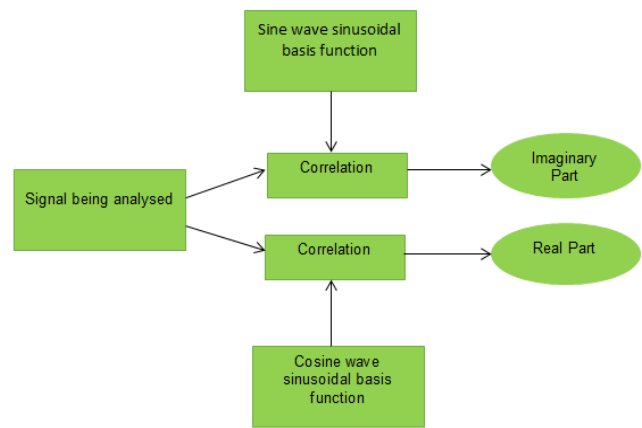 Sine wave sinusoidal
basis function
Correlation
Imaginary
Part
Signal being analysed
Correlation
Real Part
Cosine wave
sinusoidal basis
function